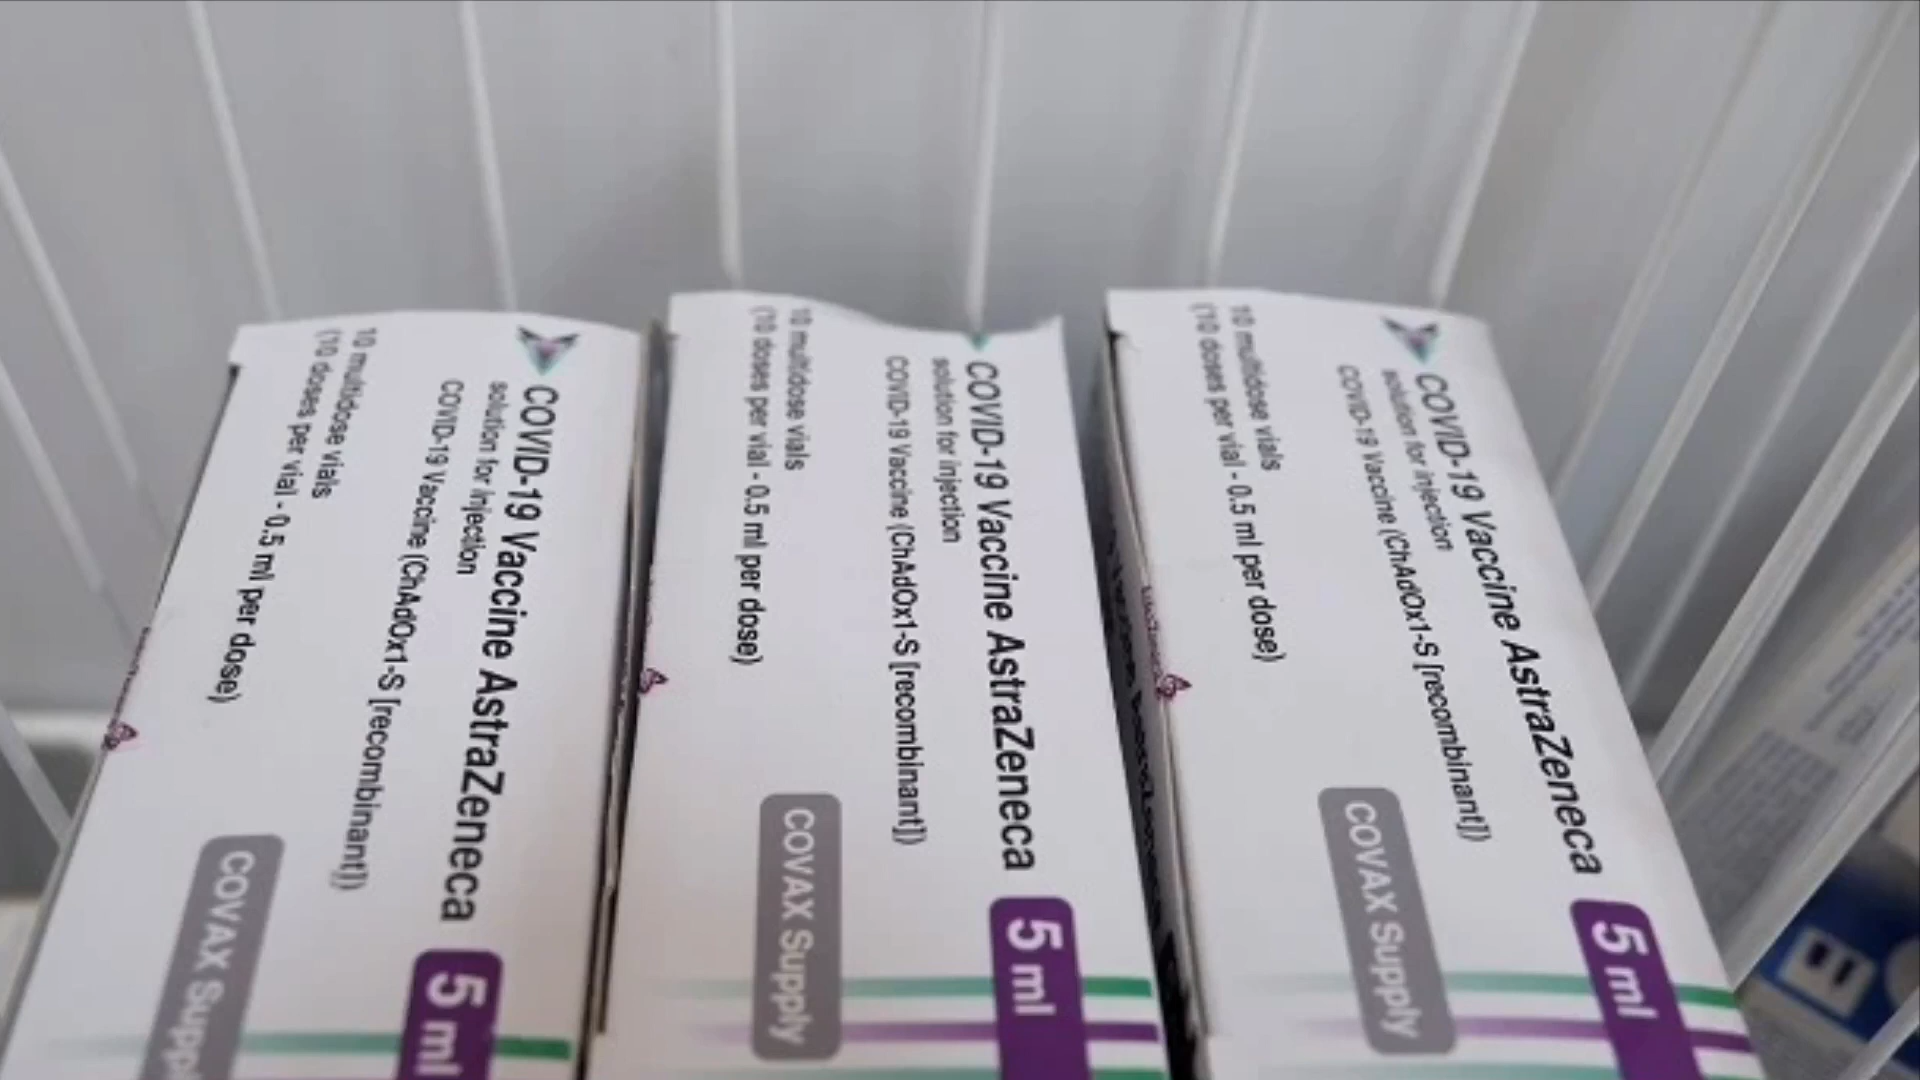 COVID-19 Vaccine AstraZeneca 5 ml
solution for injection
COVID-19 Vaccine (ChAdOx1-S [recombinant])
10 multidose vials
(10 doses per vial - 0.5 ml per dose)
COVAX Supply
COVID-19 Vaccine AstraZeneca 5 ml
solution for injection
COVID-19 Vaccine (ChAdOx1-S [recombinant])
10 multidose vials
(10 doses per vial - 0.5 ml per dose)
COVAX Supply
COVID-19 Vaccine AstraZeneca 5 ml
solution for injection
COVID-19 Vaccine (ChAdOx1-S [recombinant])
10 multidose vials
(10 doses per vial - 0.5 ml per dose)
COVAX Supply